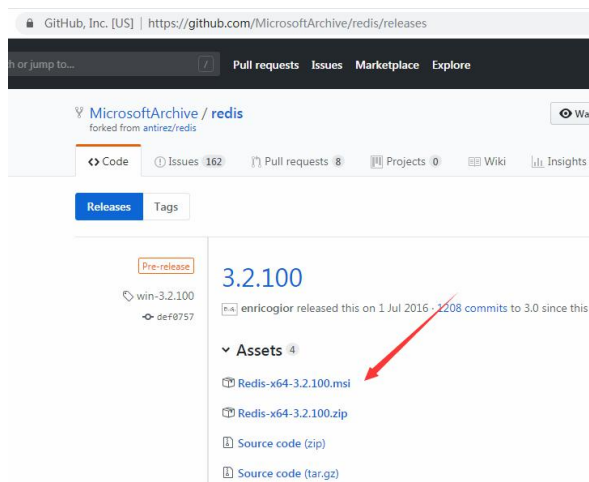 GitHub, Inc. [US] | https://github.com/MicrosoftArchive/redis/releases
h or jump to... / Pull requests Issues Marketplace Explore
MicrosoftArchive / redis Wa
forked from antirez/redis
Code Issues 162 Pull requests 8 Projects 0 Wiki Insights
Releases Tags
Pre-release
3.2.100
win-3.2.100
enricogior released this on 1 Jul 2016 · 1208 commits to 3.0 since this
def0757
Assets 4
Redis-x64-3.2.100.msi
Redis-x64-3.2.100.zip
Source code (zip)
Source code (tar.gz)